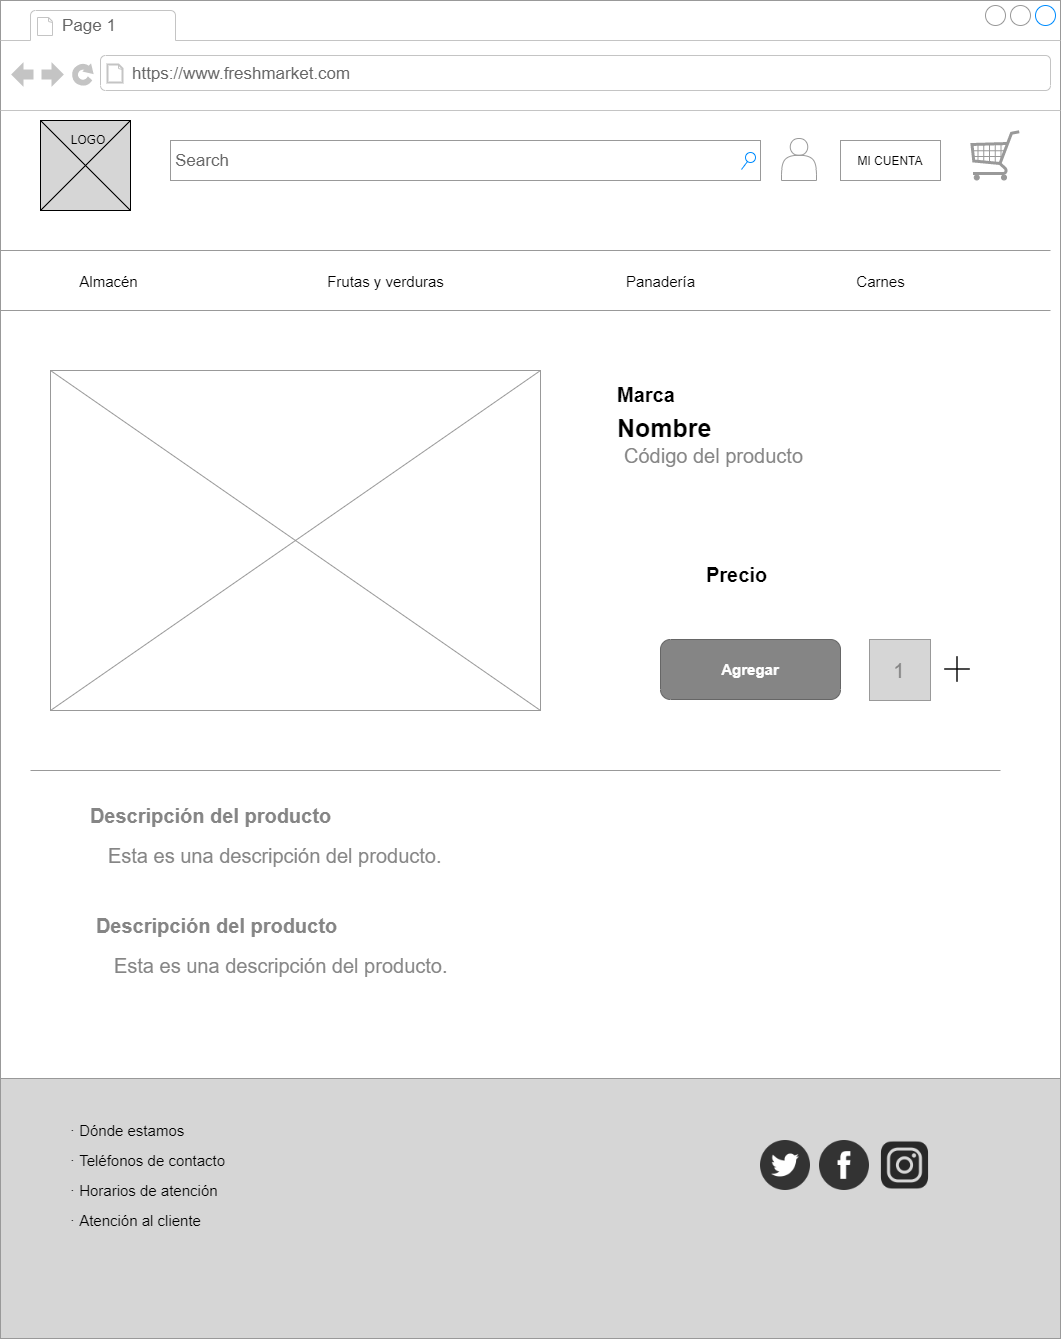 Page 1
https://www.freshmarket.com
LOGO
Search
MI CUENTA
Almacén
Frutas y verduras
Panadería
Carnes
Marca
Nombre
Código del producto
Precio
Agregar
1
Descripción del producto
Esta es una descripción del producto.
Descripción del producto
Esta es una descripción del producto.
· Dónde estamos
· Teléfonos de contacto
· Horarios de atención
· Atención al cliente